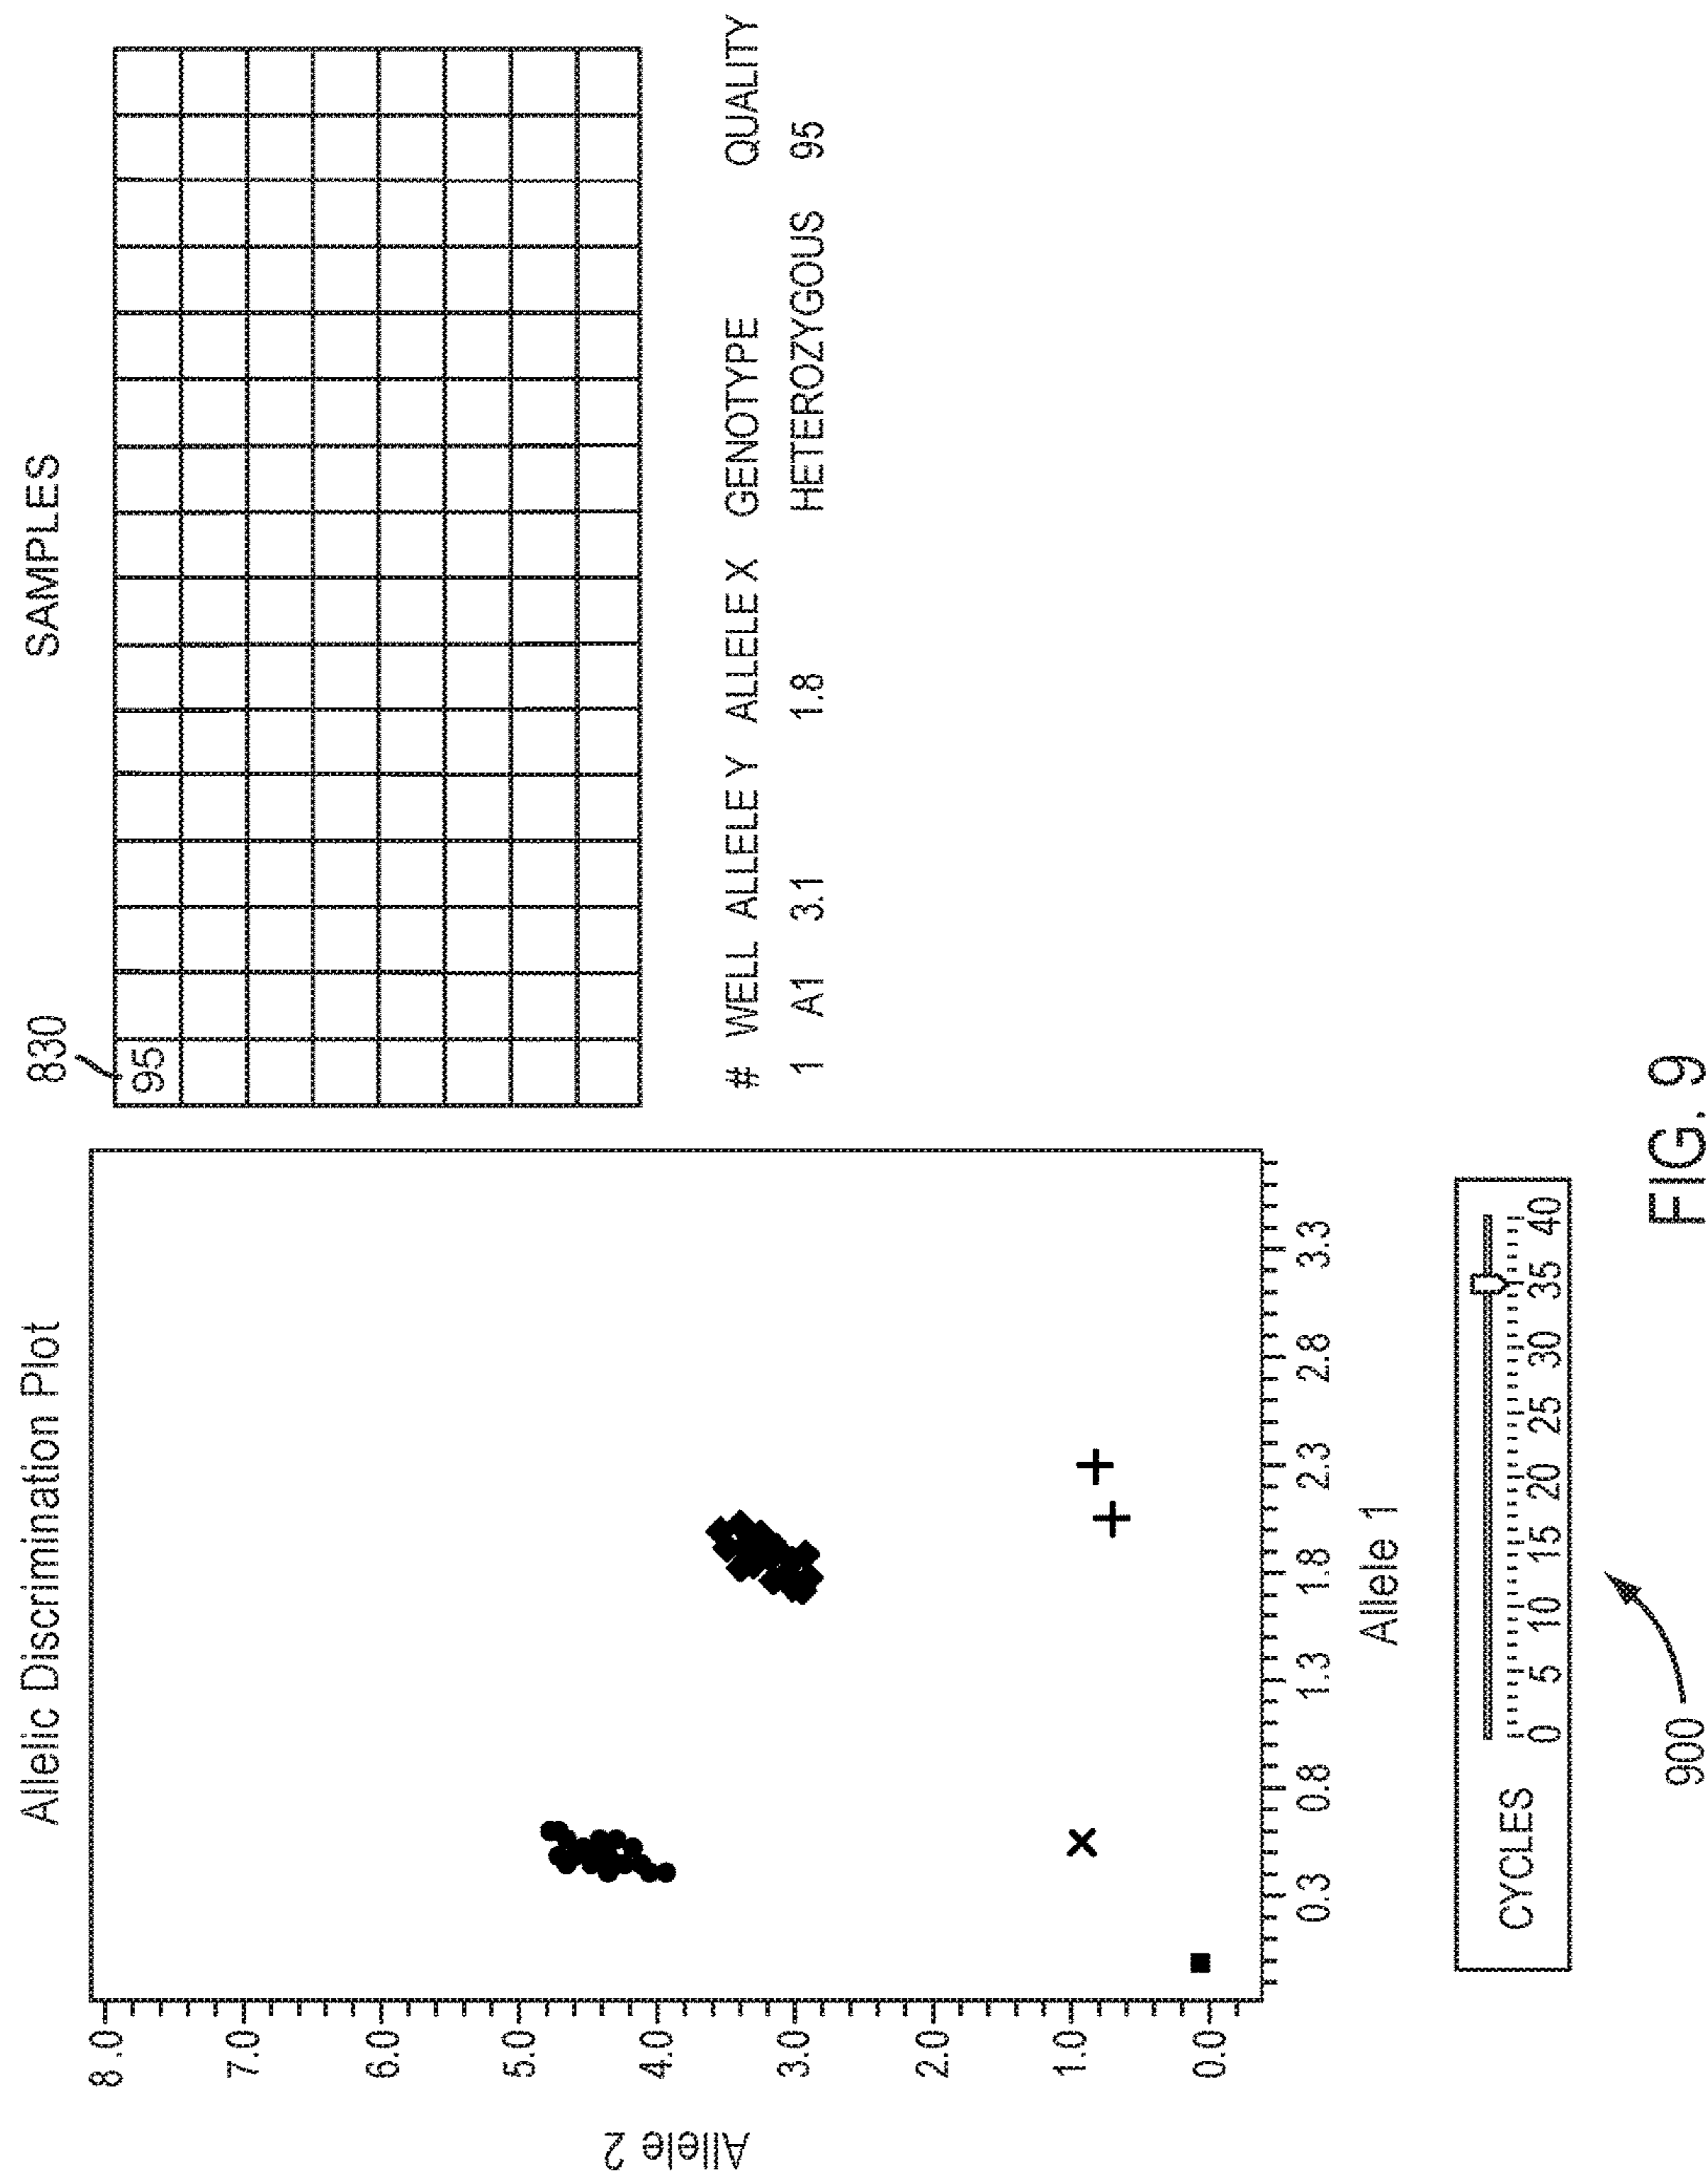 Allelic Discrimination Plot
Allele 2
8.0
7.0
6.0
5.0
4.0
3.0
2.0
1.0
0.0
0.3 0.8 1.3 1.8 2.3 2.8 3.3
Allele 1
CYCLES
0 5 10 15 20 25 30 35 40
900
SAMPLES
830
95
# WELL ALLELE Y ALLELE X GENOTYPE QUALITY
1 A1 3.1 1.8 HETEROZYGOUS 95
FIG. 9